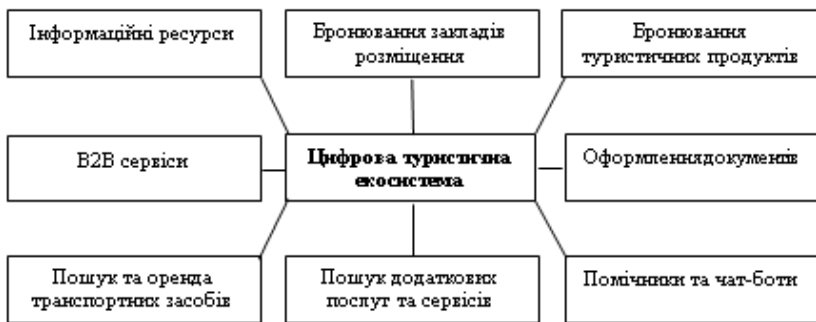 Інформаційні ресурси
Бронювання закладів
розміщення
Бронювання
туристичних продуктів
B2B сервіси
Цифрова туристична
екосистема
Оформленнядокументів
Пошук та оренда
транспортних засобів
Пошук додаткових
послуг та сервісів
Помічники та чат-боти